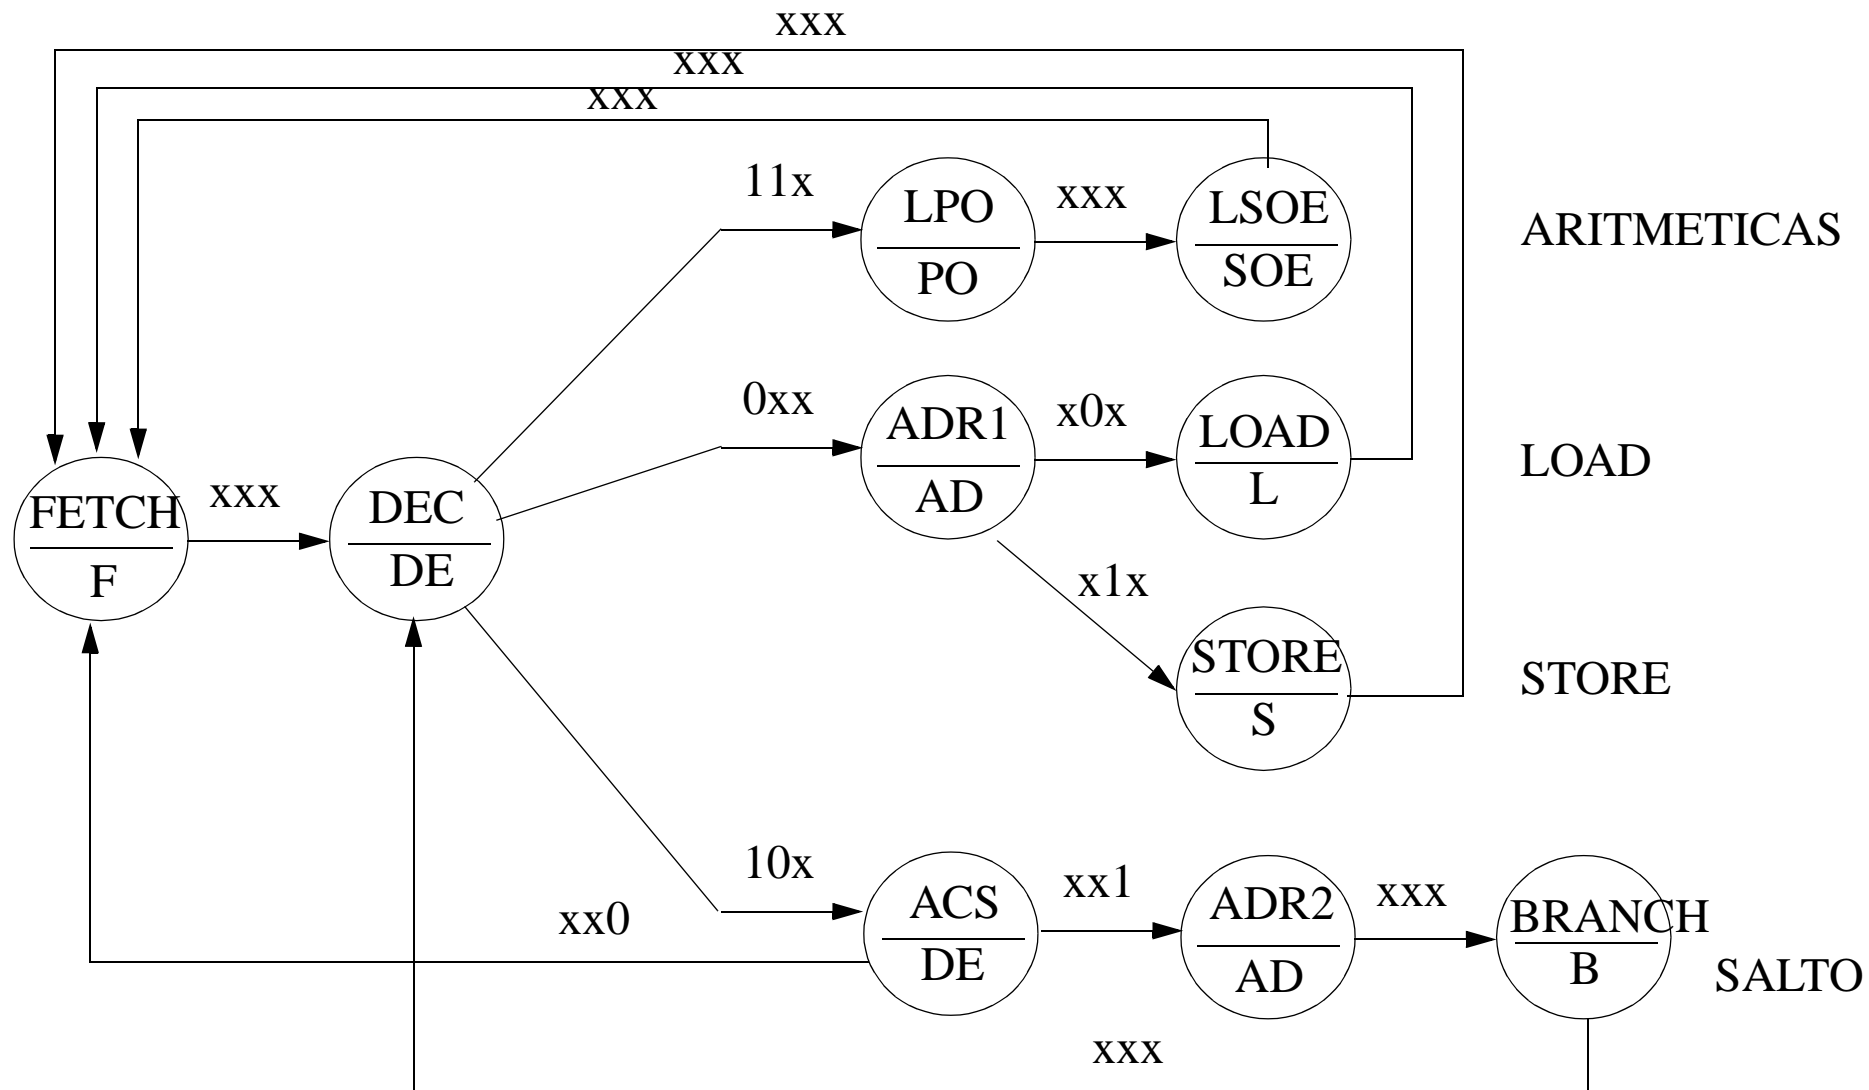 xxx
xxx
xxx
11x
LPO
PO
xxx
LSOE
SOE
ARITMETICAS
0xx
ADR1
AD
x0x
LOAD
L
LOAD
FETCH
F
xxx
DEC
DE
x1x
STORE
S
STORE
10x
xx0
ACS
DE
xx1
ADR2
AD
xxx
BRANCH
B
SALTO
xxx